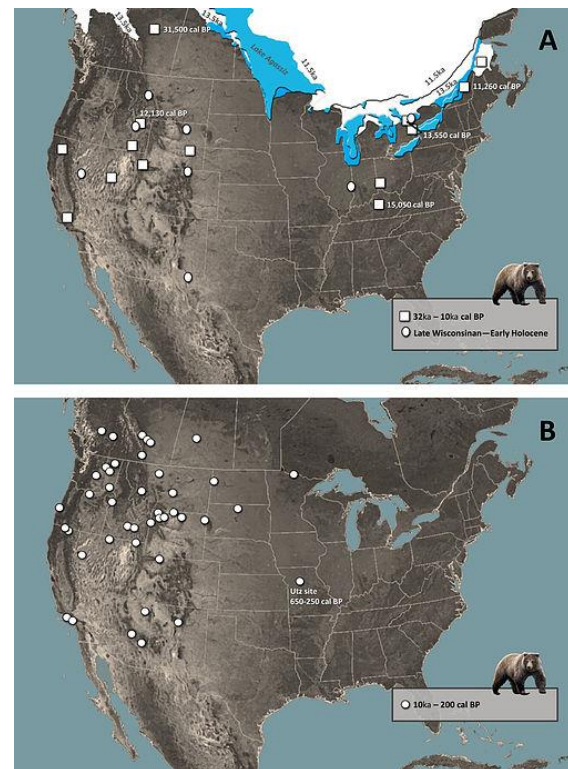 A
13.5ka
31,500 cal BP
13.5ka
Lake Agassiz
11.5ka
11.5ka
13.5ka
11,260 cal BP
12,130 cal BP
13,550 cal BP
15,050 cal BP
32ka – 10ka cal BP
Late Wisconsinan—Early Holocene
B
Utz site
650-250 cal BP
10ka – 200 cal BP